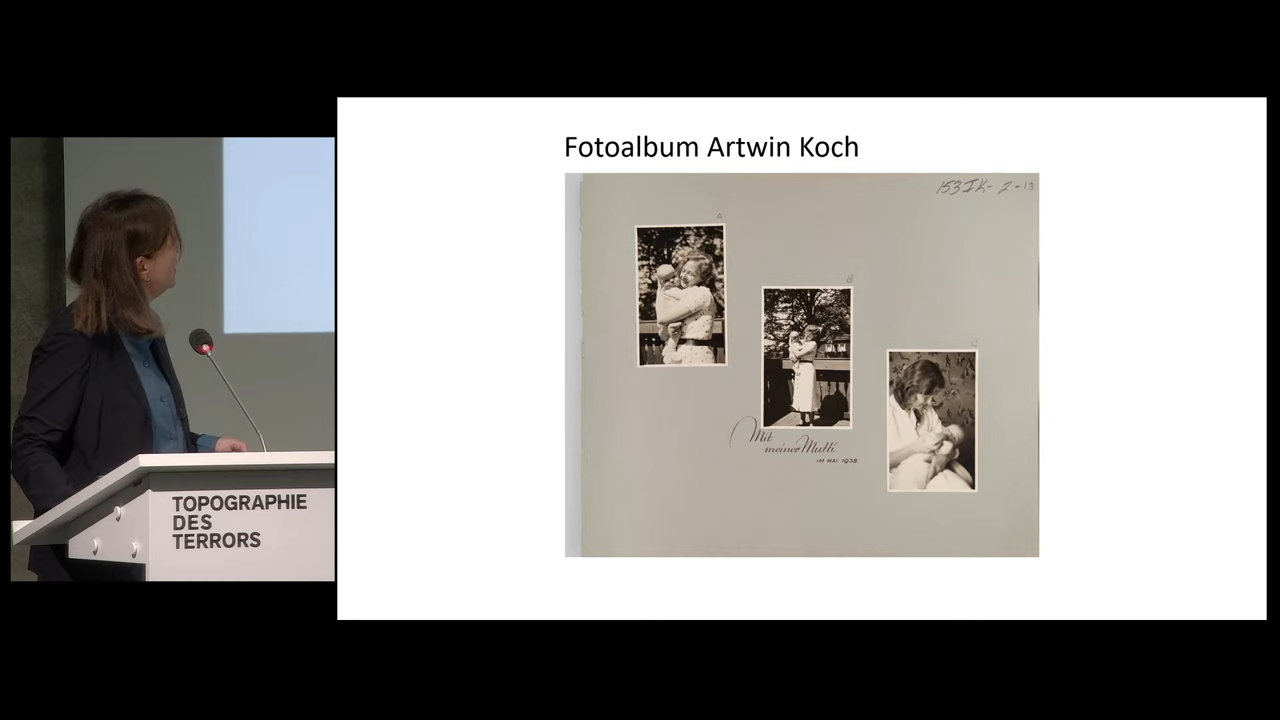 Fotoalbum Artwin Koch
153 IK- 2-13
A
B
C
Mit
meiner Mutti
IM MAI 1938
TOPOGRAPHIE
DES
TERRORS